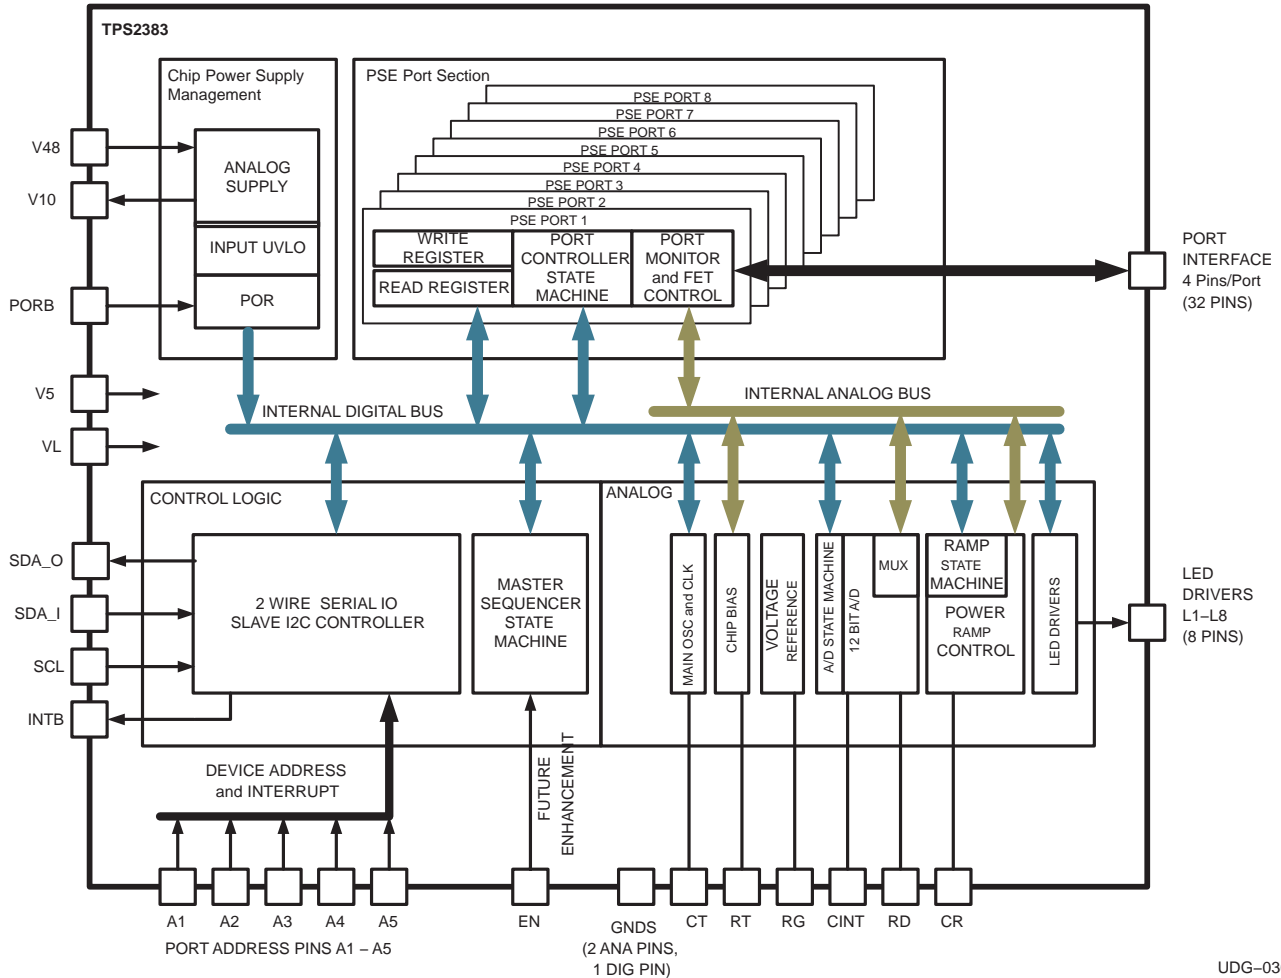 TPS2383
Chip Power Supply
Management
ANALOG
SUPPLY
INPUT UVLO
POR
PSE Port Section
PSE PORT 8
PSE PORT 7
PSE PORT 6
PSE PORT 5
PSE PORT 4
PSE PORT 3
PSE PORT 2
PSE PORT 1
WRITE
REGISTER
READ REGISTER
PORT
CONTROLLER
STATE
MACHINE
PORT
MONITOR
and FET
CONTROL
V48
V10
PORB
V5
VL
SDA_O
SDA_I
SCL
INTB
PORT
INTERFACE
4 Pins/Port
(32 PINS)
INTERNAL DIGITAL BUS
INTERNAL ANALOG BUS
CONTROL LOGIC
2 WIRE SERIAL IO
SLAVE I2C CONTROLLER
MASTER
SEQUENCER
STATE
MACHINE
ANALOG
MAIN OSC and CLK
CHIP BIAS
VOLTAGE
REFERENCE
A/D STATE MACHINE
12 BIT A/D
MUX
RAMP
STATE
MACHINE
POWER
RAMP
CONTROL
LED DRIVERS
LED
DRIVERS
L1–L8
(8 PINS)
DEVICE ADDRESS
and INTERRUPT
FUTURE
ENHANCEMENT
A1
A2
A3
A4
A5
PORT ADDRESS PINS A1 – A5
EN
GNDS
(2 ANA PINS,
1 DIG PIN)
CT
RT
RG
CINT
RD
CR
UDG–03